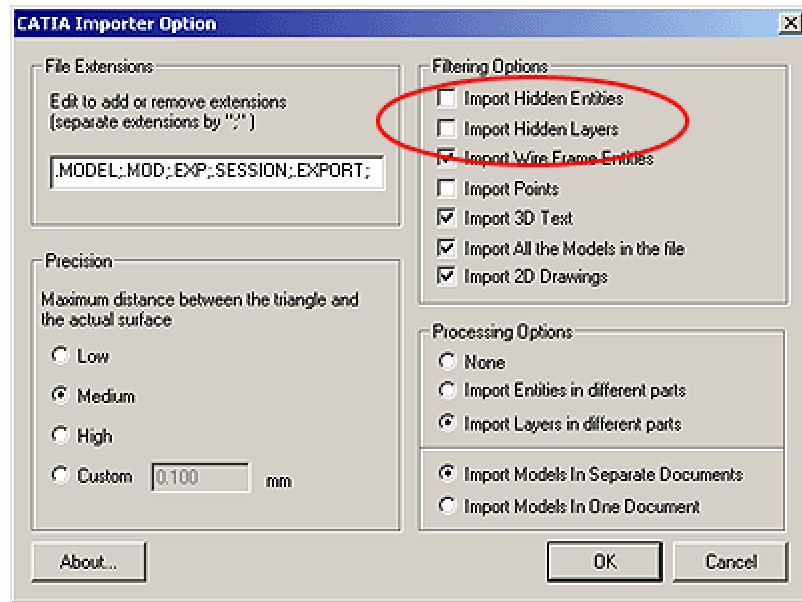 CATIA Importer Option
File Extensions
Edit to add or remove extensions
(separate extensions by ";" )
.MODEL;.MOD;.EXP;.SESSION;.EXPORT;
Precision
Maximum distance between the triangle and
the actual surface
Low
Medium
High
Custom 0.100 mm
Filtering Options
Import Hidden Entities
Import Hidden Layers
Import Wire Frame Entities
Import Points
Import 3D Text
Import All the Models in the file
Import 2D Drawings
Processing Options
None
Import Entities in different parts
Import Layers in different parts
Import Models In Separate Documents
Import Models In One Document
About...
OK
Cancel